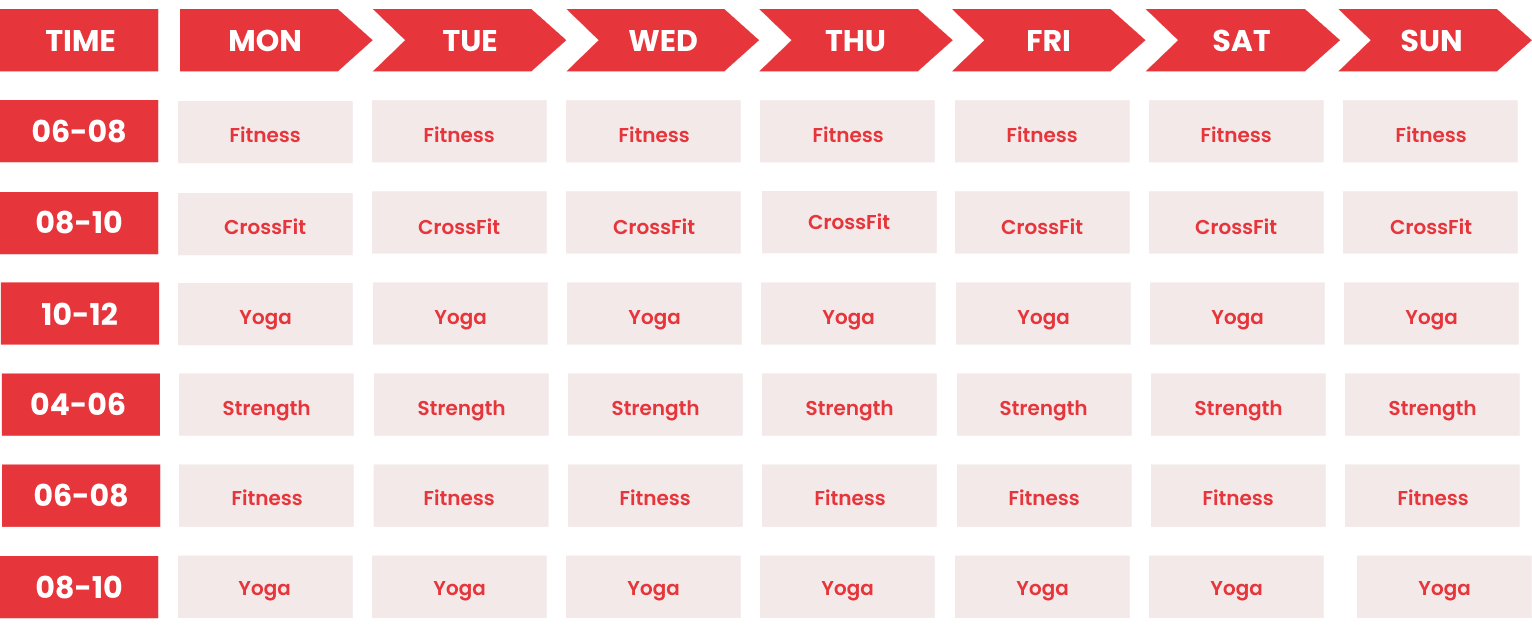 TIME MON TUE WED THU FRI SAT SUN
06-08 Fitness Fitness Fitness Fitness Fitness Fitness Fitness
08-10 CrossFit CrossFit CrossFit CrossFit CrossFit CrossFit CrossFit
10-12 Yoga Yoga Yoga Yoga Yoga Yoga Yoga
04-06 Strength Strength Strength Strength Strength Strength Strength
06-08 Fitness Fitness Fitness Fitness Fitness Fitness Fitness
08-10 Yoga Yoga Yoga Yoga Yoga Yoga Yoga